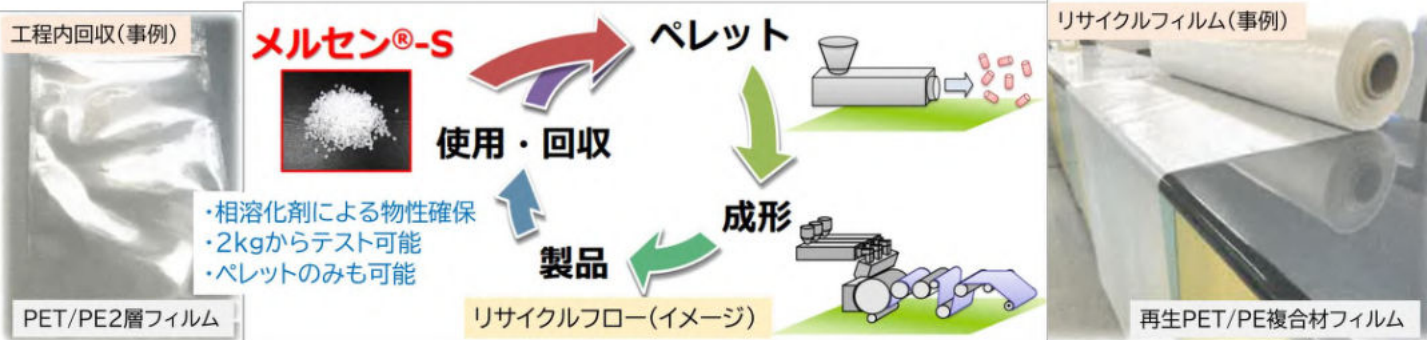 工程内回収(事例)
PET/PE2層フィルム
メルセン®-S
ペレット
使用・回収
成形
製品
・相溶化剤による物性確保
・2kgからテスト可能
・ペレットのみも可能
リサイクルフロー(イメージ)
リサイクルフィルム(事例)
再生PET/PE複合材フィルム